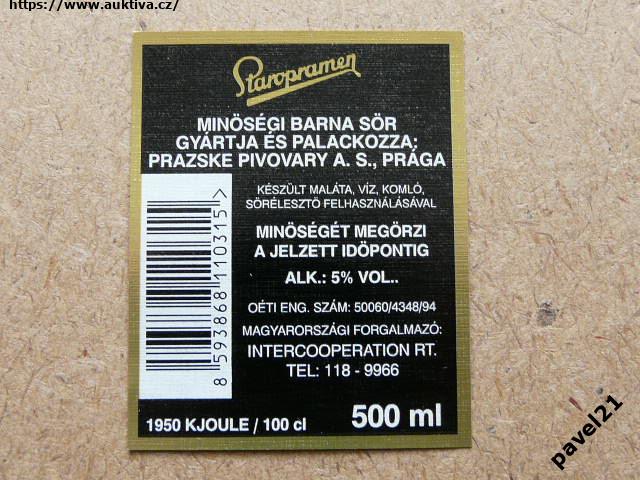 https://www.auktiva.cz/
Staropramen
MINÖSÉGI BARNA SÖR
GYÁRTJA ÉS PALACKOZZA:
PRAZSKE PIVOVARY A. S., PRÁGA
KÉSZÜLT MALÁTA, VÍZ, KOMLÓ,
SÖRÉLESZTÖ FELHASZNÁLÁSÁVAL
MINÖSÉGÉT MEGÖRZI
A JELZETT IDÖPONTIG
ALK.: 5% VOL..
OÉTI ENG. SZÁM: 50060/4348/94
MAGYARORSZÁGI FORGALMAZÓ:
INTERCOOPERATION RT.
TEL: 118 - 9966
8 593868 110315 >
1950 KJOULE / 100 cl
500 ml
pavel21